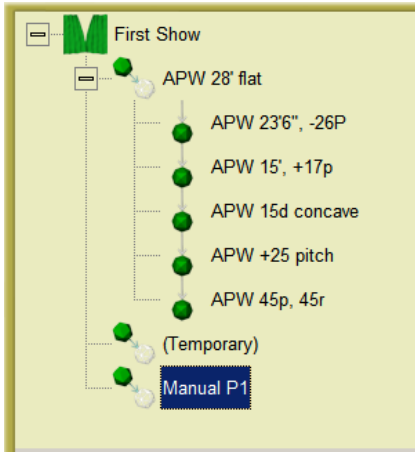 First Show
APW 28' flat
APW 23'6", -26P
APW 15', +17p
APW 15d concave
APW +25 pitch
APW 45p, 45r
(Temporary)
Manual P1